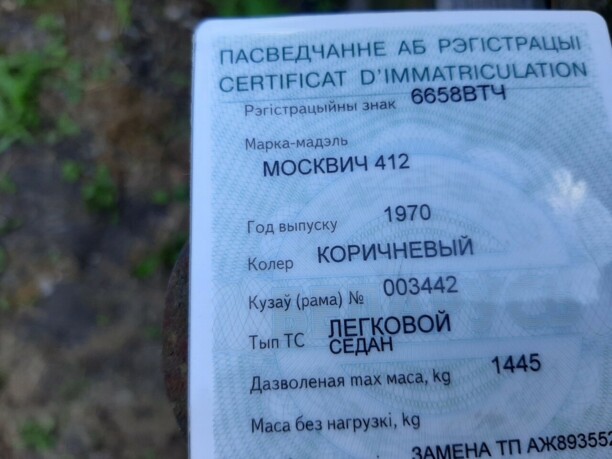 ПАСВЕДЧАННЕ АБ РЭГІСТРАЦЫІ
CERTIFICAT D'IMMATRICULATION
Рэгістрацыйны знак 6658ВТЧ
Марка-мадэль
МОСКВИЧ 412
Год выпуску 1970
Колер КОРИЧНЕВЫЙ
Кузаў (рама) № 003442
Тып ТС ЛЕГКОВОЙ
СЕДАН
Дазволеная max маса, kg 1445
Маса без нагрузкі, kg
ЗАМЕНА ТП АЖ893552